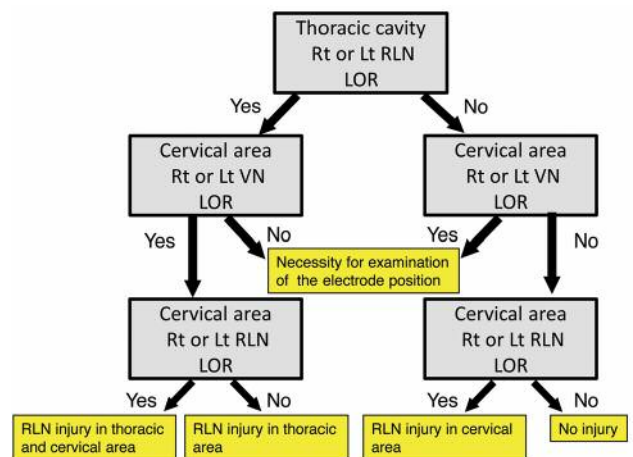 Thoracic cavity
Rt or Lt RLN
LOR
Yes
No
Cervical area
Rt or Lt VN
LOR
Cervical area
Rt or Lt VN
LOR
Yes
No
Yes
No
Necessity for examination
of the electrode position
Cervical area
Rt or Lt RLN
LOR
Cervical area
Rt or Lt RLN
LOR
Yes
No
Yes
No
RLN injury in thoracic
and cervical area
RLN injury in thoracic
area
RLN injury in cervical
area
No injury